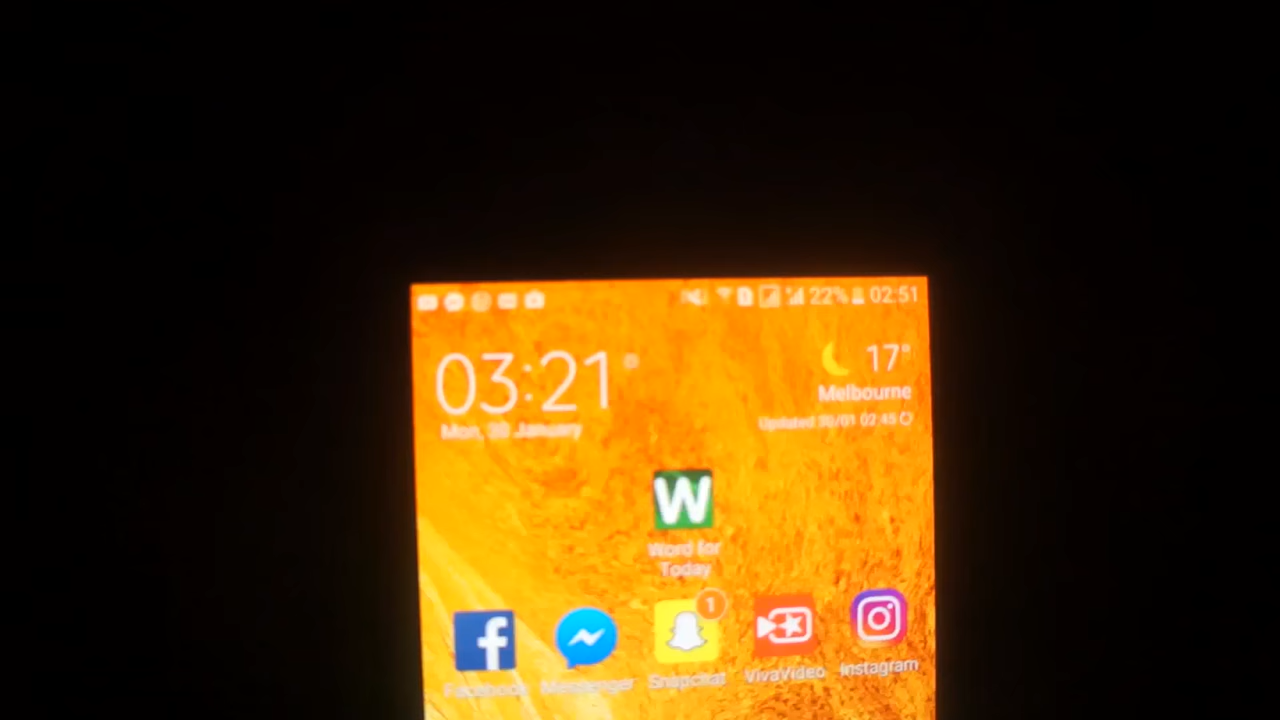 22% 02:51
03:21
17°
Melbourne
Mon, 30 January
Updated 30/01 02:45
W
Word for
Today
1
Facebook Messenger Snapchat VivaVideo Instagram